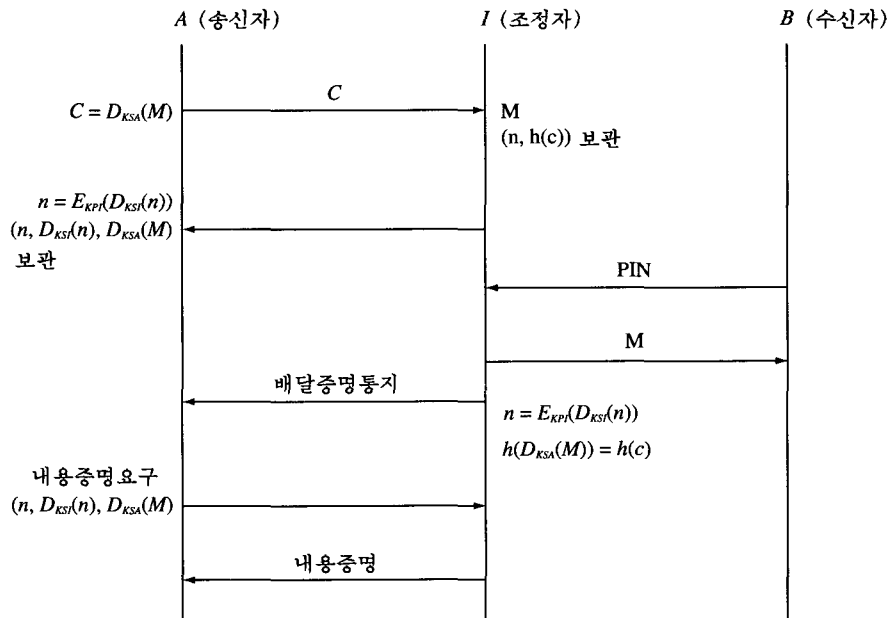 A (송신자)
I (조정자)
B (수신자)
C
C = D_KSA(M)
M
(n, h(c)) 보관
n = E_KPI(D_KSI(n))
(n, D_KSI(n), D_KSA(M)
보관
PIN
M
배달증명통지
n = E_KPI(D_KSI(n))
h(D_KSA(M)) = h(c)
내용증명요구
(n, D_KSI(n), D_KSA(M)
내용증명